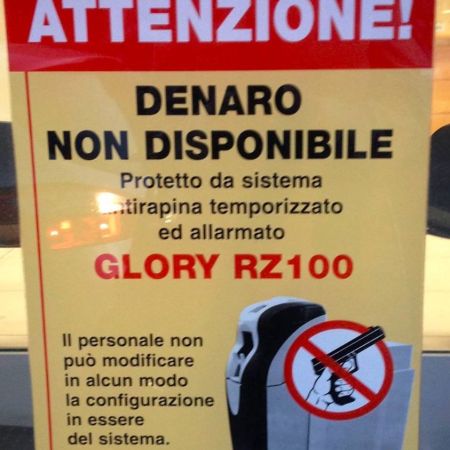 ATTENZIONE!
DENARO
NON DISPONIBILE
Protetto da sistema
antirapina temporizzato
ed allarmato
GLORY RZ100
Il personale non
può modificare
in alcun modo
la configurazione
in essere
del sistema.